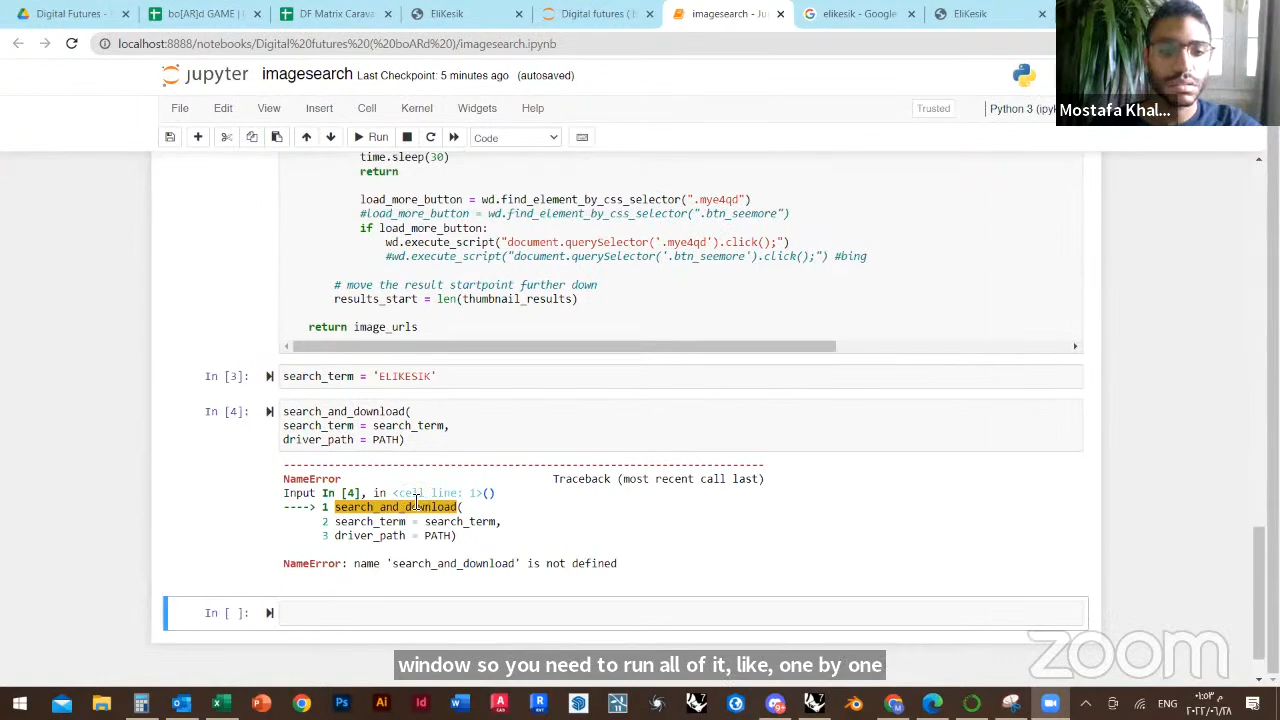 Digital Futures
bo[AR]d GAME |
DF Matrix Carava
EliKesik
Digital futures (b
imagesearch - Ju
elikesk - Google
EliKesik
localhost:8888/notebooks/Digital%20futures%20(%20boARd%20)/imagesearch.ipynb
jupyter imagesearch Last Checkpoint: 5 minutes ago (autosaved)
File Edit View Insert Cell Kernel Widgets Help
Trusted
Python 3 (ipy
Mostafa Khal...
Run
Code
time.sleep(30)
return
load_more_button = wd.find_element_by_css_selector(".mye4qd")
#load_more_button = wd.find_element_by_css_selector(".btn_seemore")
if load_more_button:
wd.execute_script("document.querySelector('.mye4qd').click();")
#wd.execute_script("document.querySelector('.btn_seemore').click();") #bing
# move the result startpoint further down
results_start = len(thumbnail_results)
return image_urls
In [3]: search_term = 'ELIKESIK'
In [4]: search_and_download(
search_term = search_term,
driver_path = PATH)
---------------------------------------------------------------------------
NameError Traceback (most recent call last)
Input In [4], in <cell line: 1>()
----> 1 search_and_download(
2 search_term = search_term,
3 driver_path = PATH)
NameError: name 'search_and_download' is not defined
In [ ]:
zoom
window so you need to run all of it, like, one by one
ENG
٠١:٥٣
٢٠٢٢/٠٦/٢٨